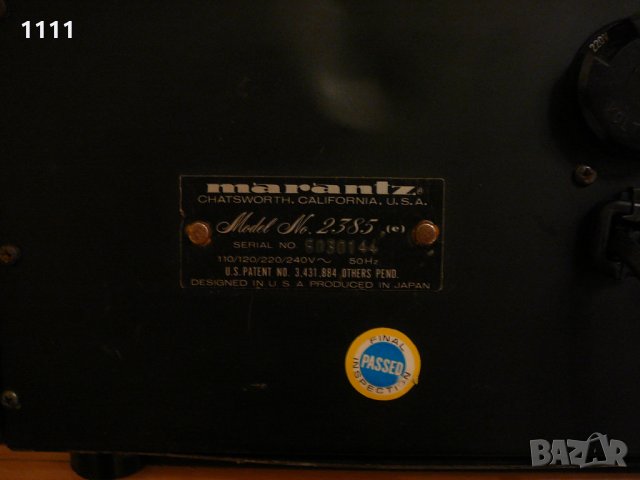 1111
220V
marantz
CHATSWORTH, CALIFORNIA, U.S.A.
Model No. 2385 (e)
SERIAL NO.
110/120/220/240V~ 50Hz
U.S. PATENT NO. 3,431,884 OTHERS PEND.
DESIGNED IN U S A PRODUCED IN JAPAN
FINAL
PASSED
INSPECTION
BAZAR